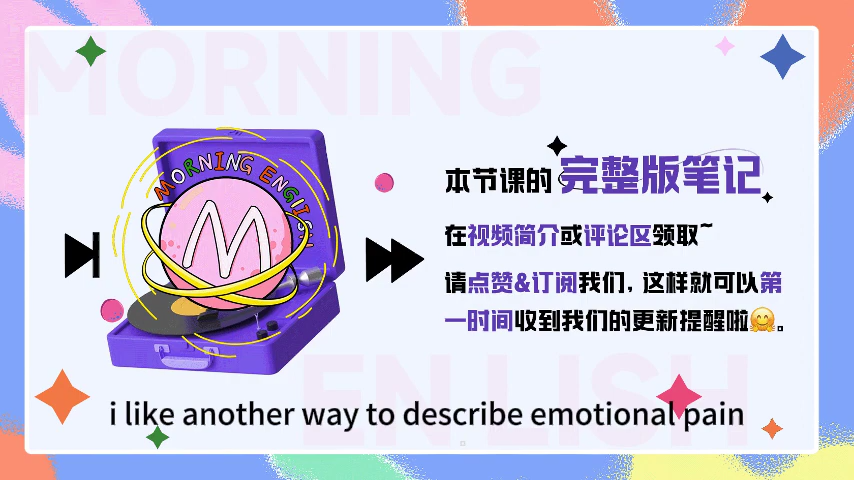 MORNING
MORNING ENGLISH
M
本节课的 完整版笔记
在视频简介或评论区领取~
请点赞&订阅我们，这样就可以第
一时间收到我们的更新提醒啦🤗。
EN LISH
i like another way to describe emotional pain